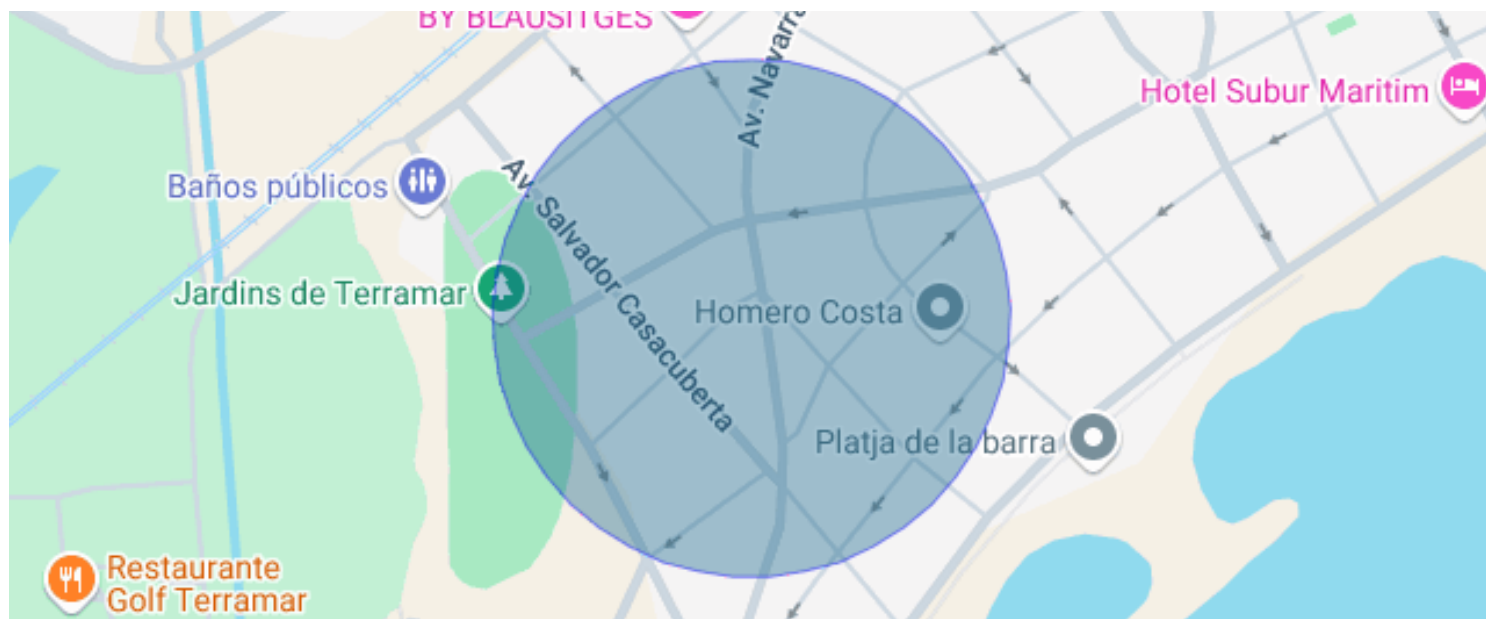 BY BLAUSITGES
Av. Navarra
Hotel Subur Maritim
Baños públicos
Av. Salvador Casacuberta
Jardins de Terramar
Homero Costa
Platja de la barra
Restaurante
Golf Terramar